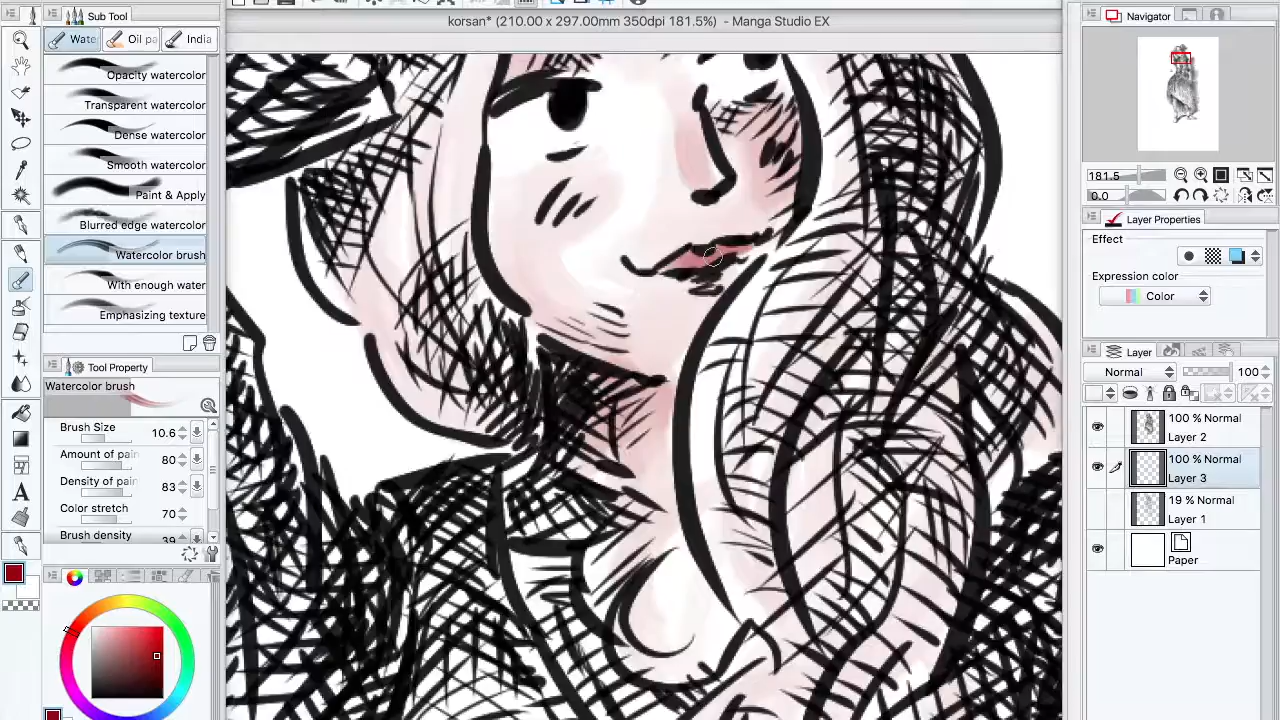 korsan* (210.00 x 297.00mm 350dpi 181.5%) - Manga Studio EX
Sub Tool
Wate
Oil pa
India
Opacity watercolor
Transparent watercolor
Dense watercolor
Smooth watercolor
Paint & Apply
Blurred edge watercolor
Watercolor brush
With enough water
Emphasizing texture
Tool Property
Watercolor brush
Brush Size 10.6
Amount of pain 80
Density of pain 83
Color stretch 70
Brush density 39
Navigator
181.5
0.0
Layer Properties
Effect
Expression color
Color
Layer
Normal 100
100 % Normal
Layer 2
100 % Normal
Layer 3
19 % Normal
Layer 1
Paper
A